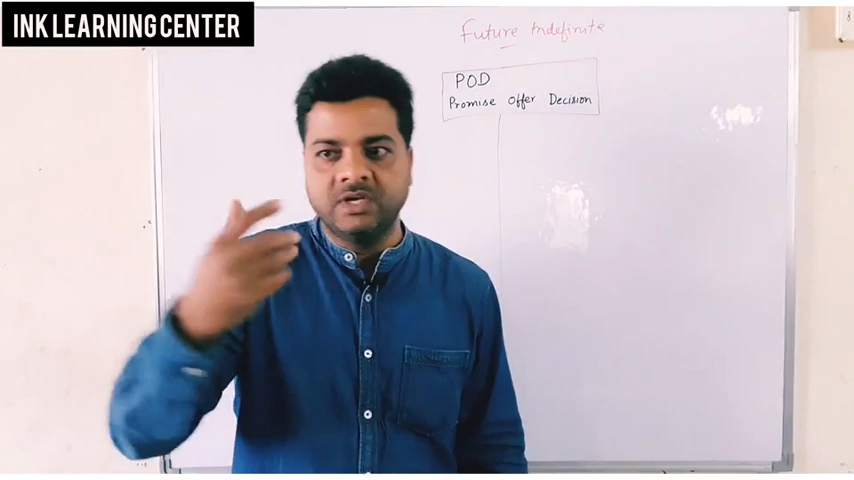 INK LEARNING CENTER
Future Indefinite
POD
Promise Offer Decision